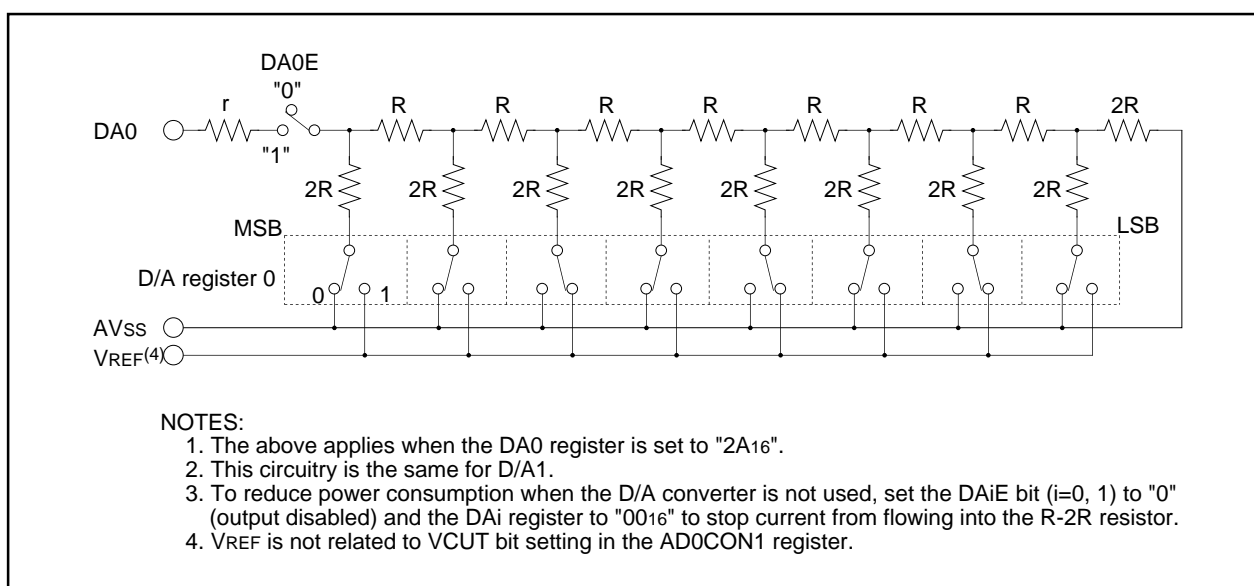 DA0E
"0"
r R R R R R R R 2R
DA0
"1"
2R 2R 2R 2R 2R 2R 2R 2R
MSB LSB
D/A register 0
0 1
AVSS
VREF(4)
NOTES:
1. The above applies when the DA0 register is set to "2A16".
2. This circuitry is the same for D/A1.
3. To reduce power consumption when the D/A converter is not used, set the DAiE bit (i=0, 1) to "0"
(output disabled) and the DAi register to "0016" to stop current from flowing into the R-2R resistor.
4. VREF is not related to VCUT bit setting in the AD0CON1 register.